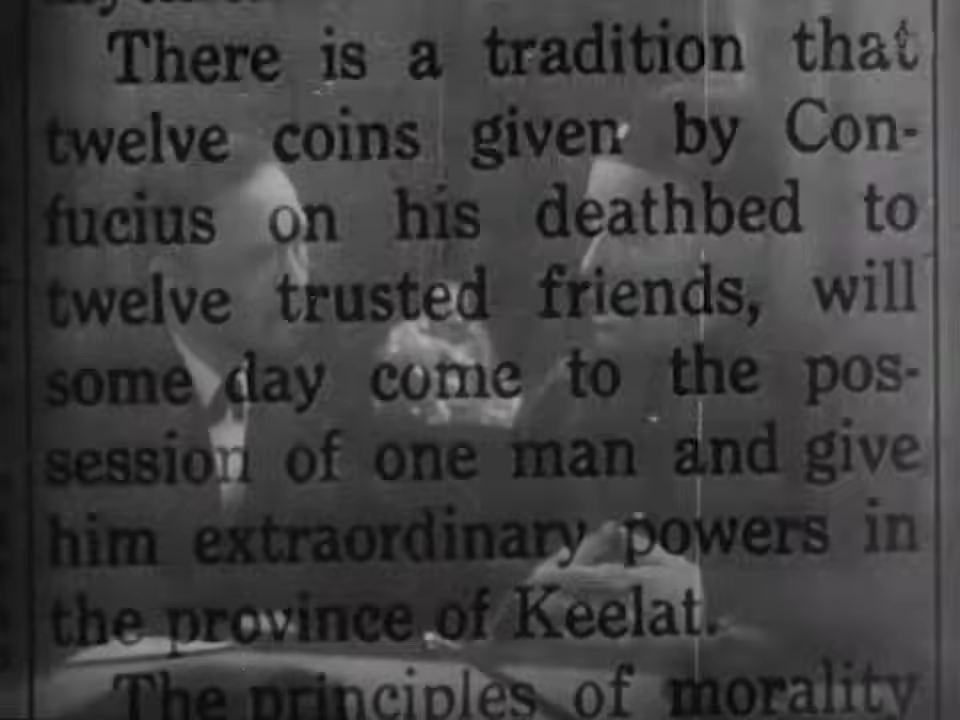 There is a tradition that
twelve coins given by Con-
fucius on his deathbed to
twelve trusted friends, will
some day come to the pos-
session of one man and give
him extraordinary powers in
the province of Keelat.
The principles of morality